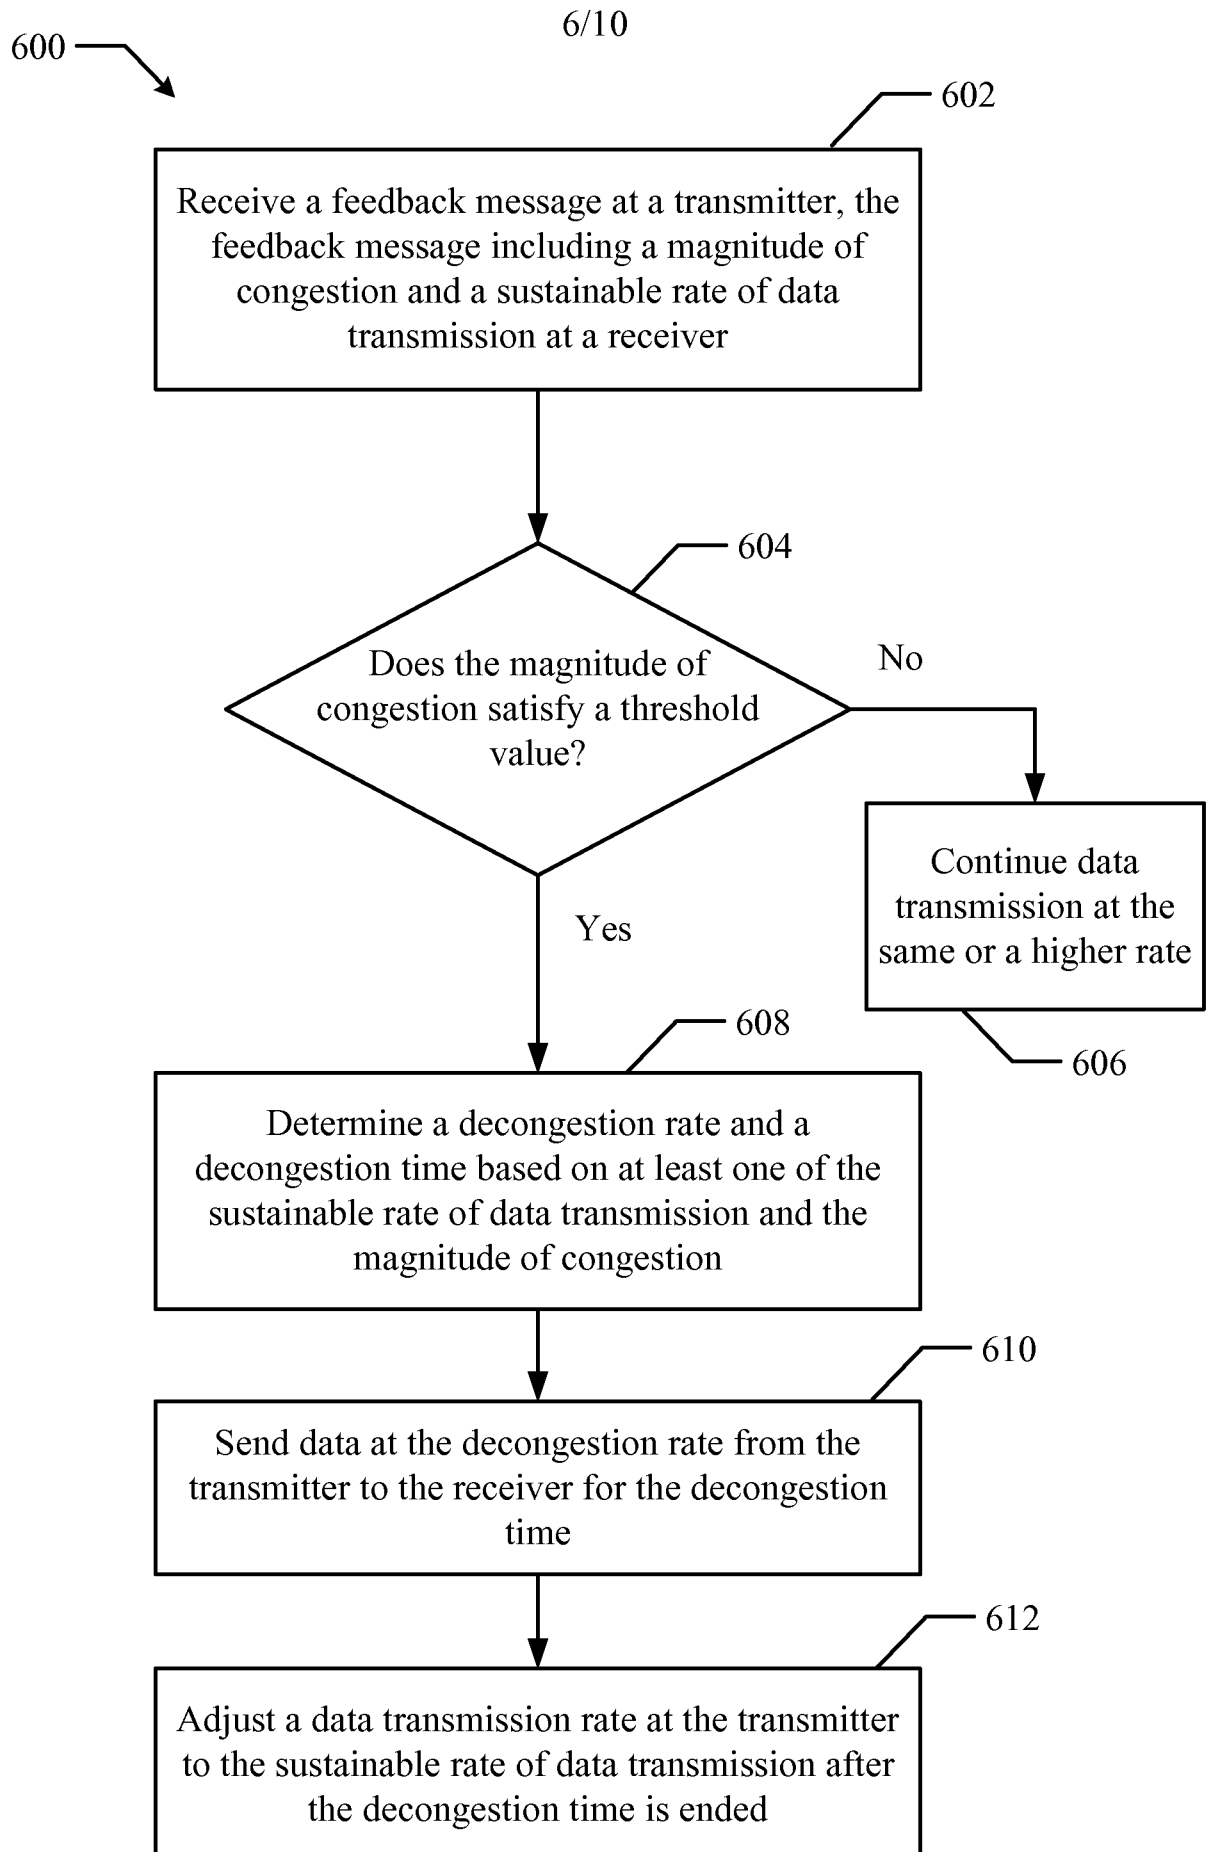 6/10
600
602
Receive a feedback message at a transmitter, the
feedback message including a magnitude of
congestion and a sustainable rate of data
transmission at a receiver
604
Does the magnitude of
congestion satisfy a threshold
value?
No
Continue data
transmission at the
same or a higher rate
606
Yes
608
Determine a decongestion rate and a
decongestion time based on at least one of the
sustainable rate of data transmission and the
magnitude of congestion
610
Send data at the decongestion rate from the
transmitter to the receiver for the decongestion
time
612
Adjust a data transmission rate at the transmitter
to the sustainable rate of data transmission after
the decongestion time is ended